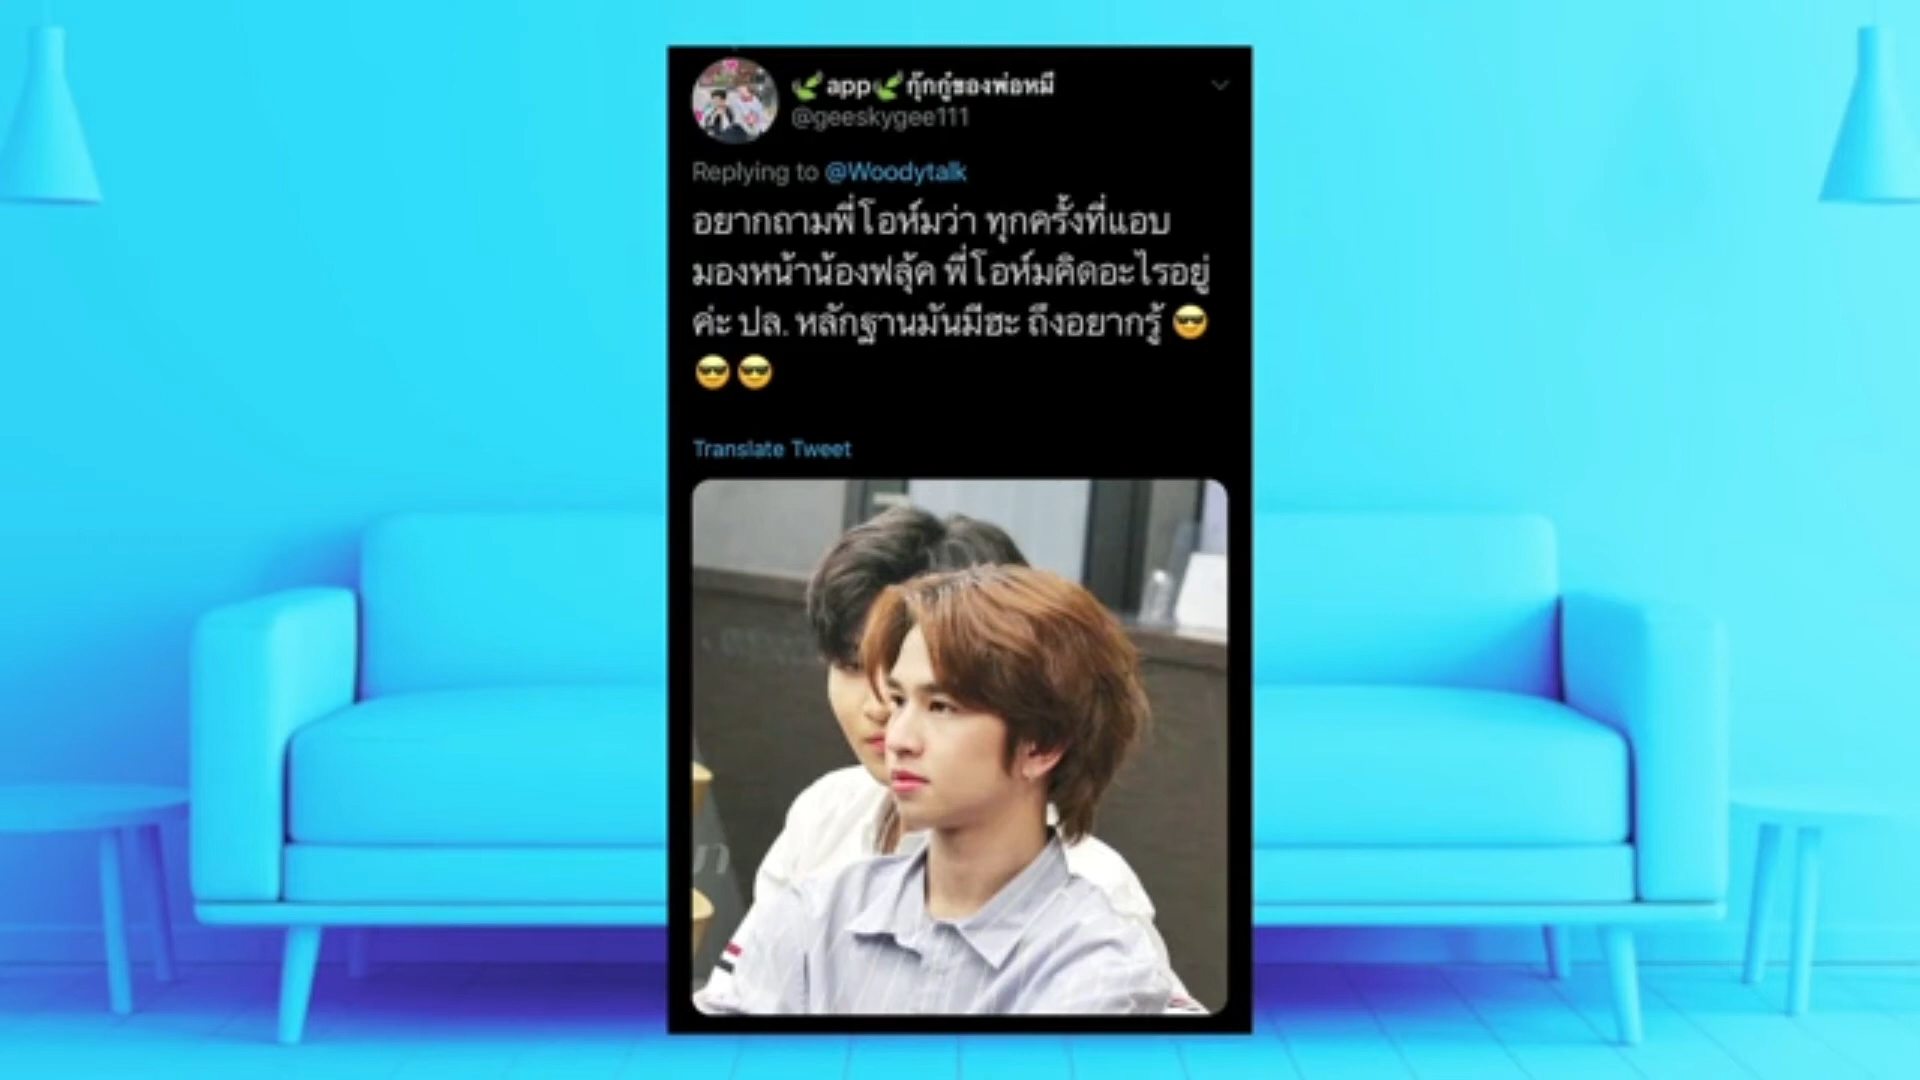 🌿app🌿กุ๊กกู๋ของพ่อหมี
@geeskygee111
Replying to @Woodytalk
อยากถามพี่โอห์มว่า ทุกครั้งที่แอบ
มองหน้าน้องฟลุ้ค พี่โอห์มคิดอะไรอยู่
ค่ะ ปล. หลักฐานมันมีฮะ ถึงอยากรู้ 😎
😎😎
Translate Tweet